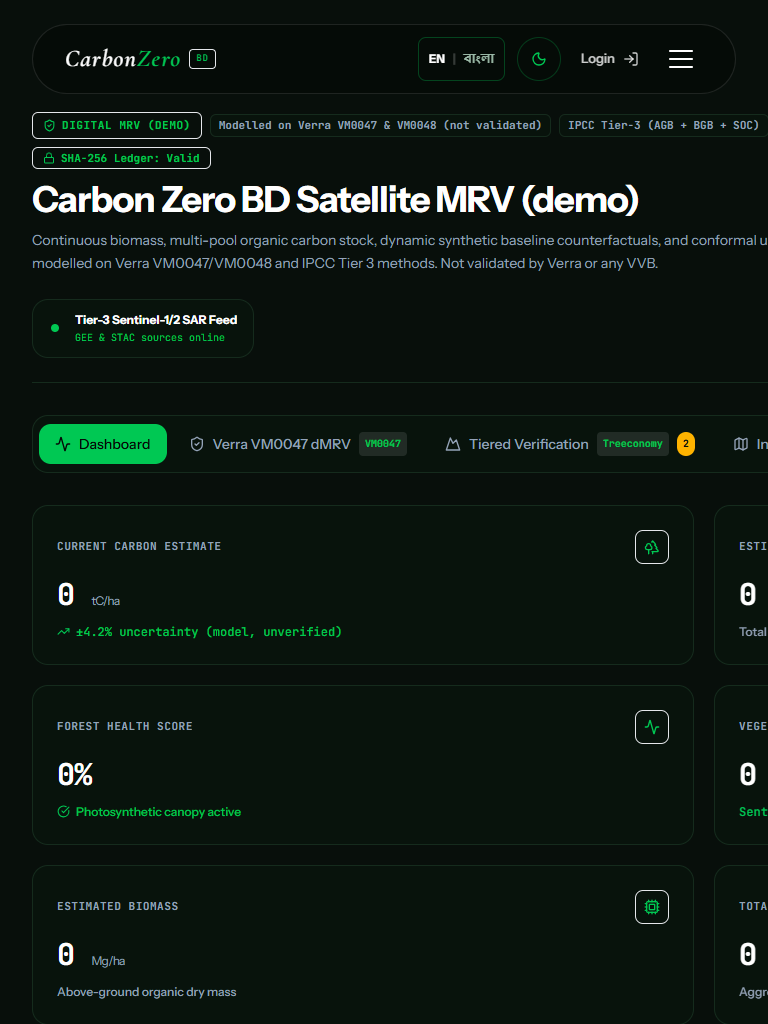 CarbonZero BD
EN | বাংলা
Login
DIGITAL MRV (DEMO)
Modelled on Verra VM0047 & VM0048 (not validated)
IPCC Tier-3 (AGB + BGB + SOC)
SHA-256 Ledger: Valid
Carbon Zero BD Satellite MRV (demo)
Continuous biomass, multi-pool organic carbon stock, dynamic synthetic baseline counterfactuals, and conformal
modelled on Verra VM0047/VM0048 and IPCC Tier 3 methods. Not validated by Verra or any VVB.
Tier-3 Sentinel-1/2 SAR Feed
GEE & STAC sources online
Dashboard
Verra VM0047 dMRV VM0047
Tiered Verification Treeconomy 2
CURRENT CARBON ESTIMATE
0 tC/ha
±4.2% uncertainty (model, unverified)
0
Total
FOREST HEALTH SCORE
0%
Photosynthetic canopy active
0
ESTIMATED BIOMASS
0 Mg/ha
Above-ground organic dry mass
0